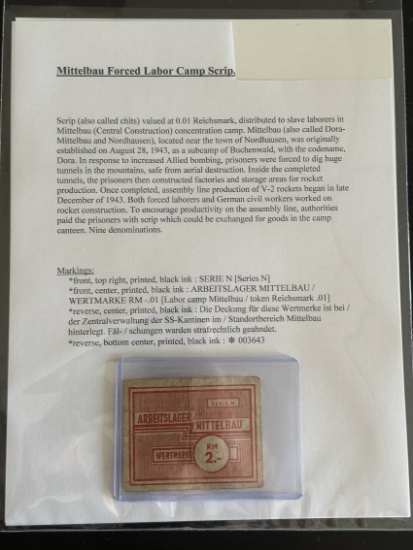 Mittelbau Forced Labor Camp Scrip.
Scrip (also called chits) valued at 0.01 Reichsmark, distributed to slave laborers in
Mittelbau (Central Construction) concentration camp. Mittelbau (also called Dora-
Mittelbau and Nordhausen), located near the town of Nordhausen, was originally
established on August 28, 1943, as a subcamp of Buchenwald, with the codename,
Dora. In response to increased Allied bombing, prisoners were forced to dig huge
tunnels in the mountains, safe from aerial destruction. Inside the completed
tunnels, the prisoners then constructed factories and storage areas for rocket
production. Once completed, assembly line production of V-2 rockets began in late
December of 1943. Both forced laborers and German civil workers worked on
rocket construction. To encourage productivity on the assembly line, authorities
paid the prisoners with scrip which could be exchanged for goods in the camp
canteen. Nine denominations.
Markings:
*front, top right, printed, black ink : SERIE N [Series N]
*front, center, printed, black ink : ARBEITSLAGER MITTELBAU /
WERTMARKE RM -.01 [Labor camp Mittelbau / token Reichsmark .01]
*reverse, center, printed, black ink : Die Deckung für diese Wertmerke ist bei /
der Zentralverwaltung der SS-Kantinen im / Standortbereich Mittelbau
hinterlegt. Fäl- / schungen warden strafrechtlich geahndet.
*reverse, bottom center, printed, black ink : ✽ 003643
SERIE N
ARBEITSLAGER
MITTELBAU
WERTMARKE
RM
2.-